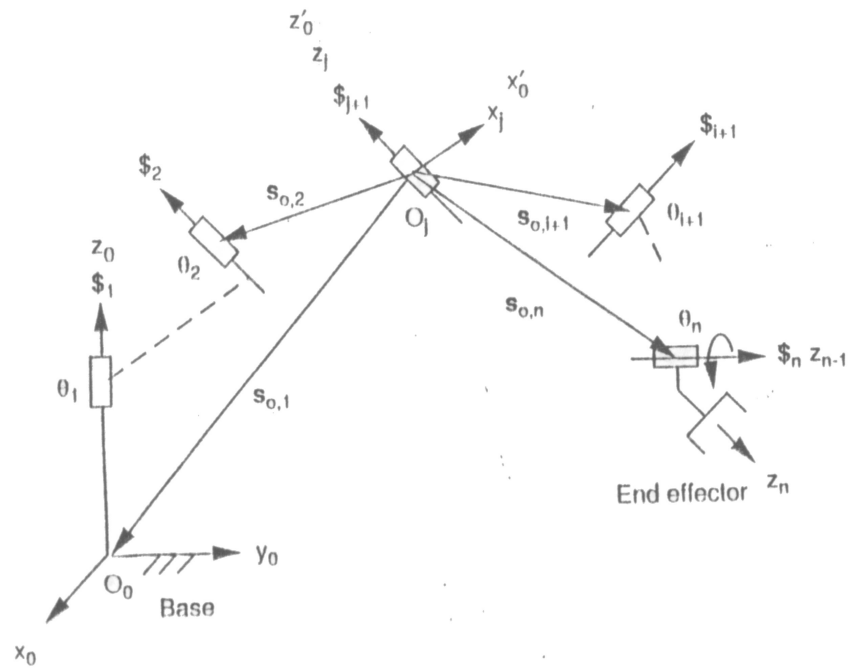 z′₀
zⱼ
x′₀
$ⱼ₊₁
xⱼ
$ᵢ₊₁
$₂
s₀,₂
Oⱼ
s₀,ᵢ₊₁
θᵢ₊₁
z₀
θ₂
$₁
s₀,ₙ
θₙ
θ₁
s₀,₁
$ₙ zₙ₋₁
End effector
zₙ
y₀
O₀
Base
x₀